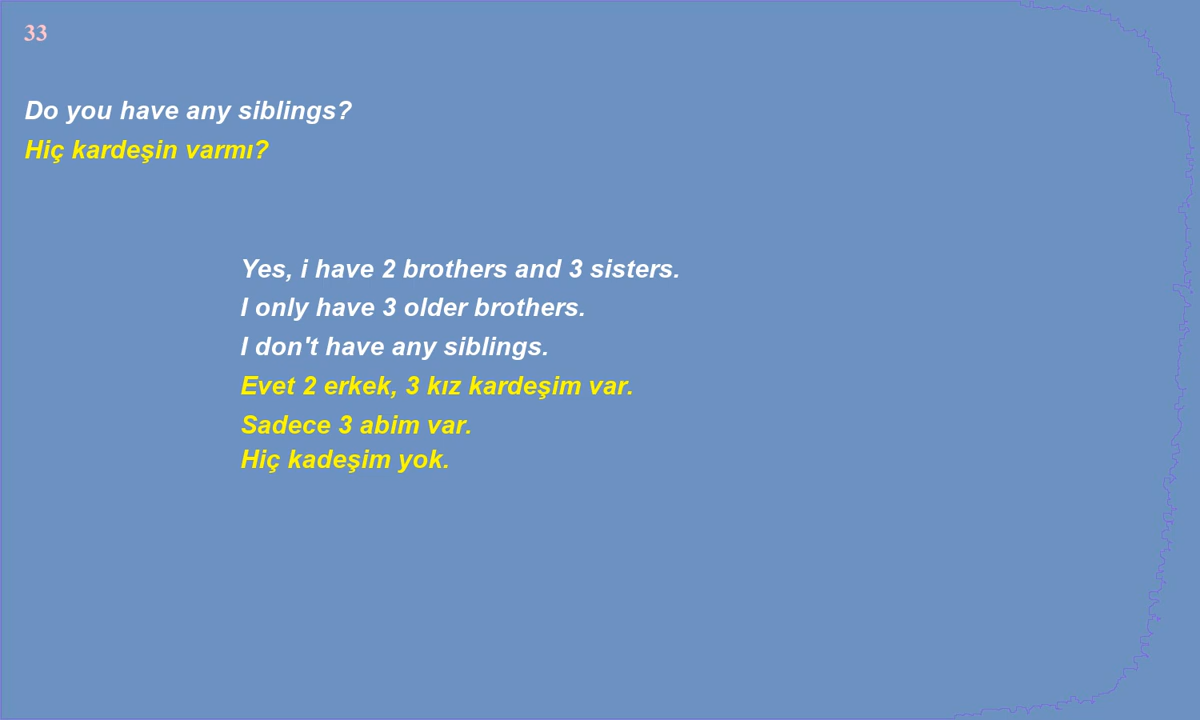 33
Do you have any siblings?
Hiç kardeşin varmı?
Yes, i have 2 brothers and 3 sisters.
I only have 3 older brothers.
I don't have any siblings.
Evet 2 erkek, 3 kız kardeşim var.
Sadece 3 abim var.
Hiç kadeşim yok.